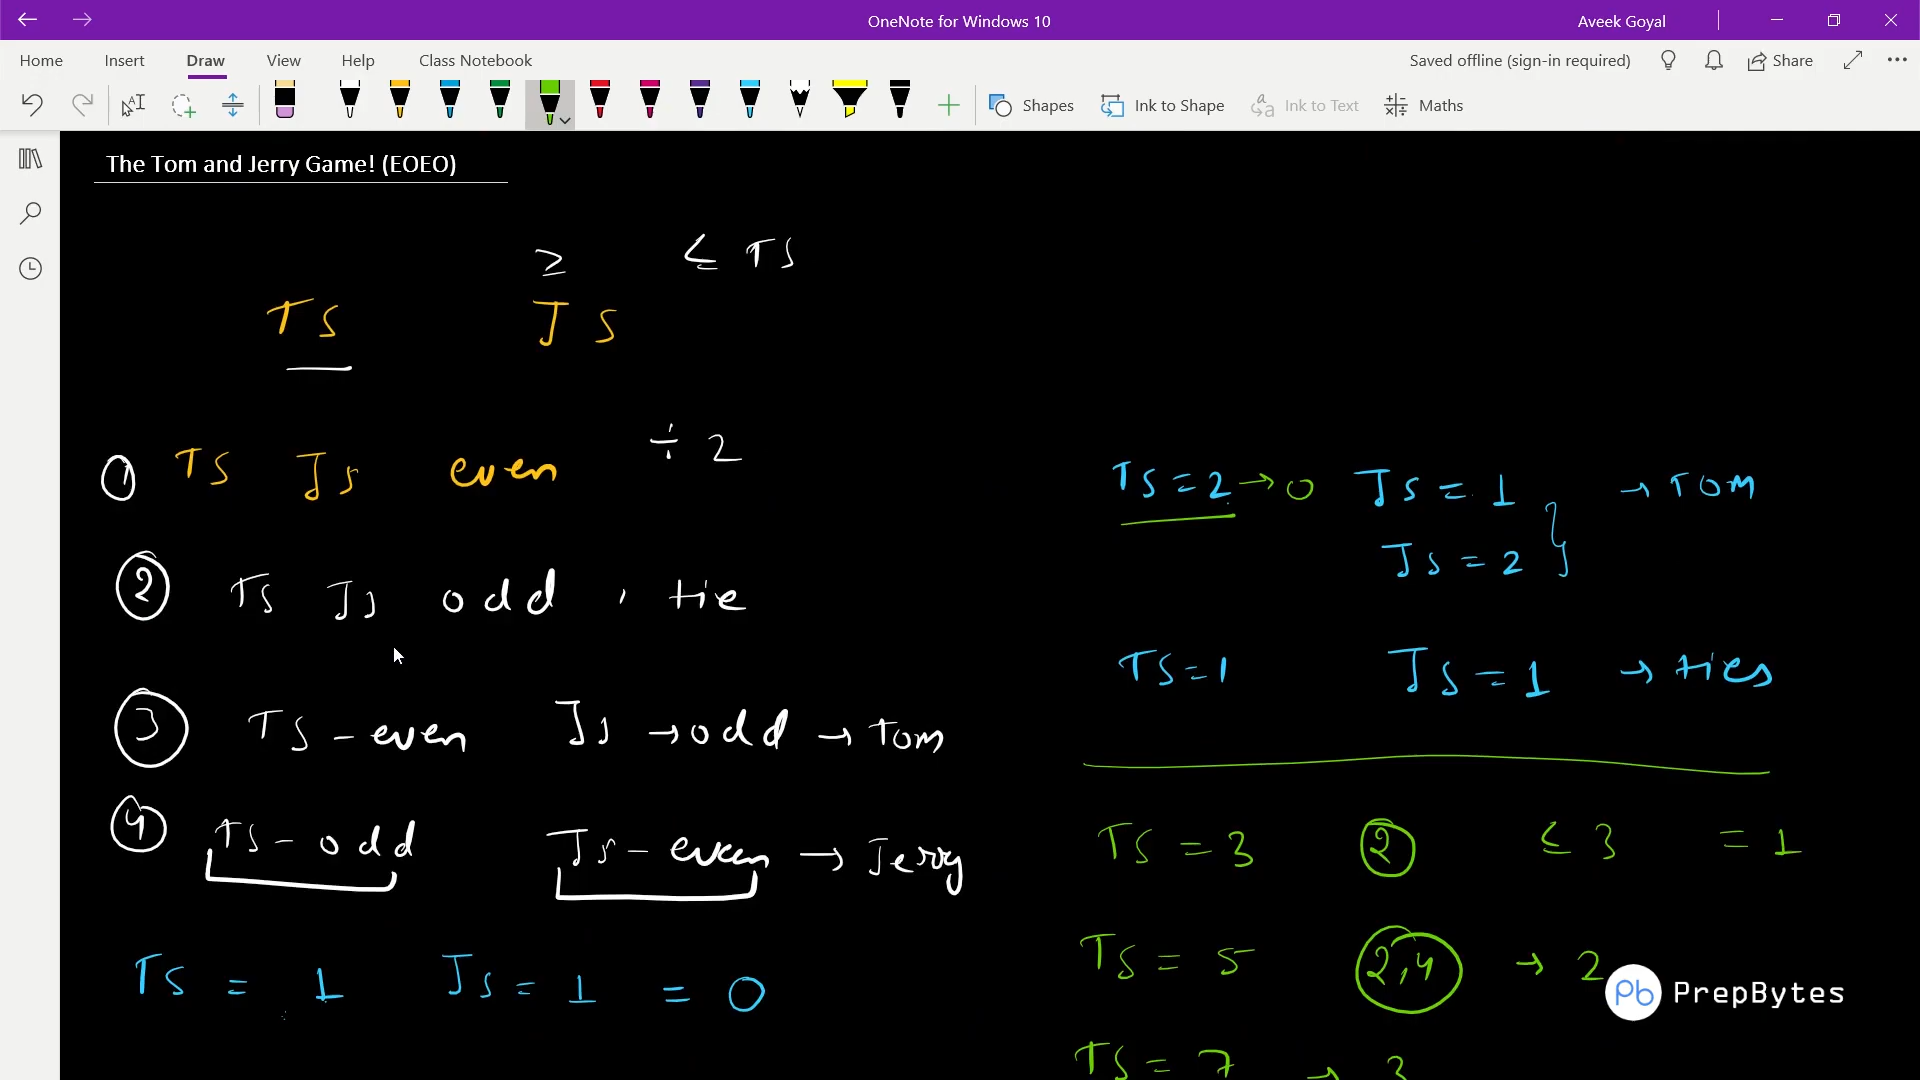 OneNote for Windows 10
Aveek Goyal
Home Insert Draw View Help Class Notebook
Saved offline (sign-in required) Share
Shapes Ink to Shape Ink to Text Maths
The Tom and Jerry Game! (EOEO)
≥ ≤ TS
TS JS
① TS JS even ÷ 2
② TS JS odd , tie
③ TS - even JS → odd → Tom
④ TS - odd JS - even → Jerry
TS = 1 JS = 1 = 0
TS = 2 → 0 JS = 1 → TOM
JS = 2
TS = 1 JS = 1 → ties
TS = 3 2 ≤ 3 = 1
TS = 5 2,4 → 2
TS = 7 → 3
Pb PrepBytes